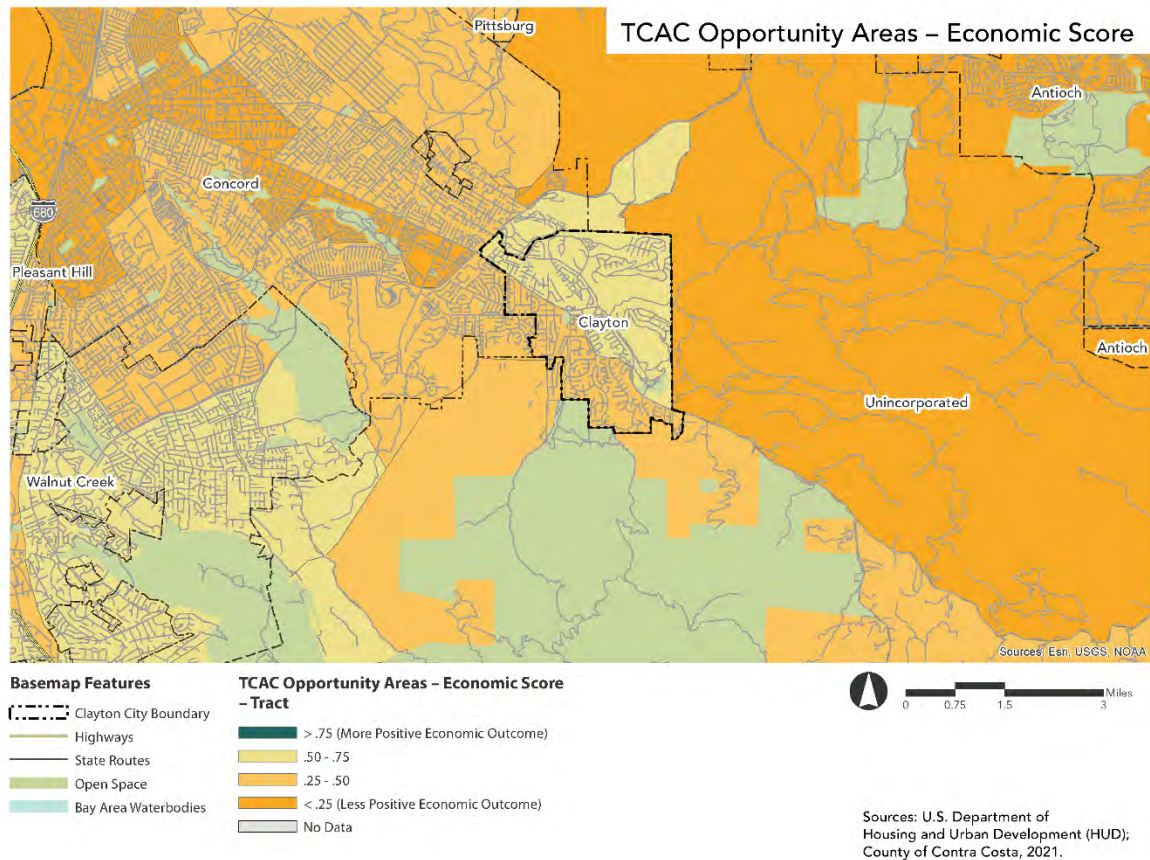 TCAC Opportunity Areas – Economic Score
Pittsburg
Antioch
Concord
680
Pleasant Hill
Clayton
Antioch
Unincorporated
Walnut Creek
Sources: Esri, USGS, NOAA
Basemap Features
Clayton City Boundary
Highways
State Routes
Open Space
Bay Area Waterbodies
TCAC Opportunity Areas – Economic Score
– Tract
> .75 (More Positive Economic Outcome)
.50 - .75
.25 - .50
< .25 (Less Positive Economic Outcome)
No Data
Miles
0 0.75 1.5 3
Sources: U.S. Department of
Housing and Urban Development (HUD);
County of Contra Costa, 2021.